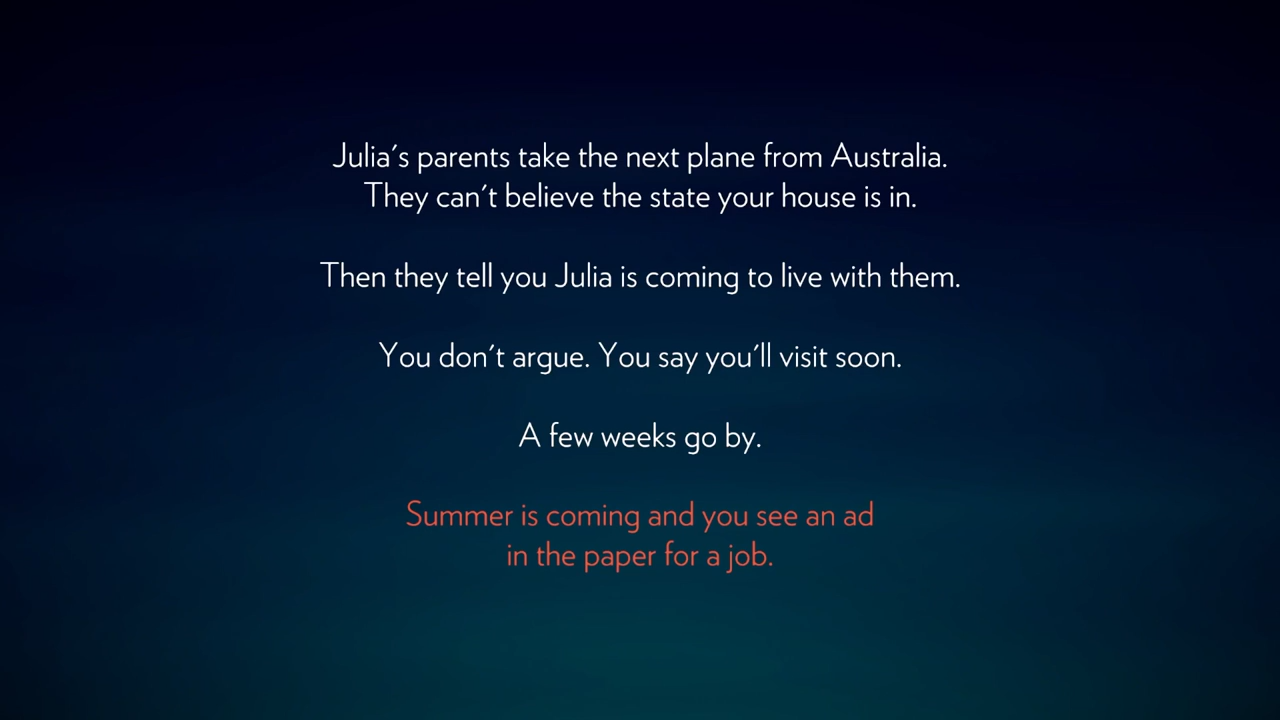 Julia's parents take the next plane from Australia.
They can't believe the state your house is in.
Then they tell you Julia is coming to live with them.
You don't argue. You say you'll visit soon.
A few weeks go by.
Summer is coming and you see an ad
in the paper for a job.